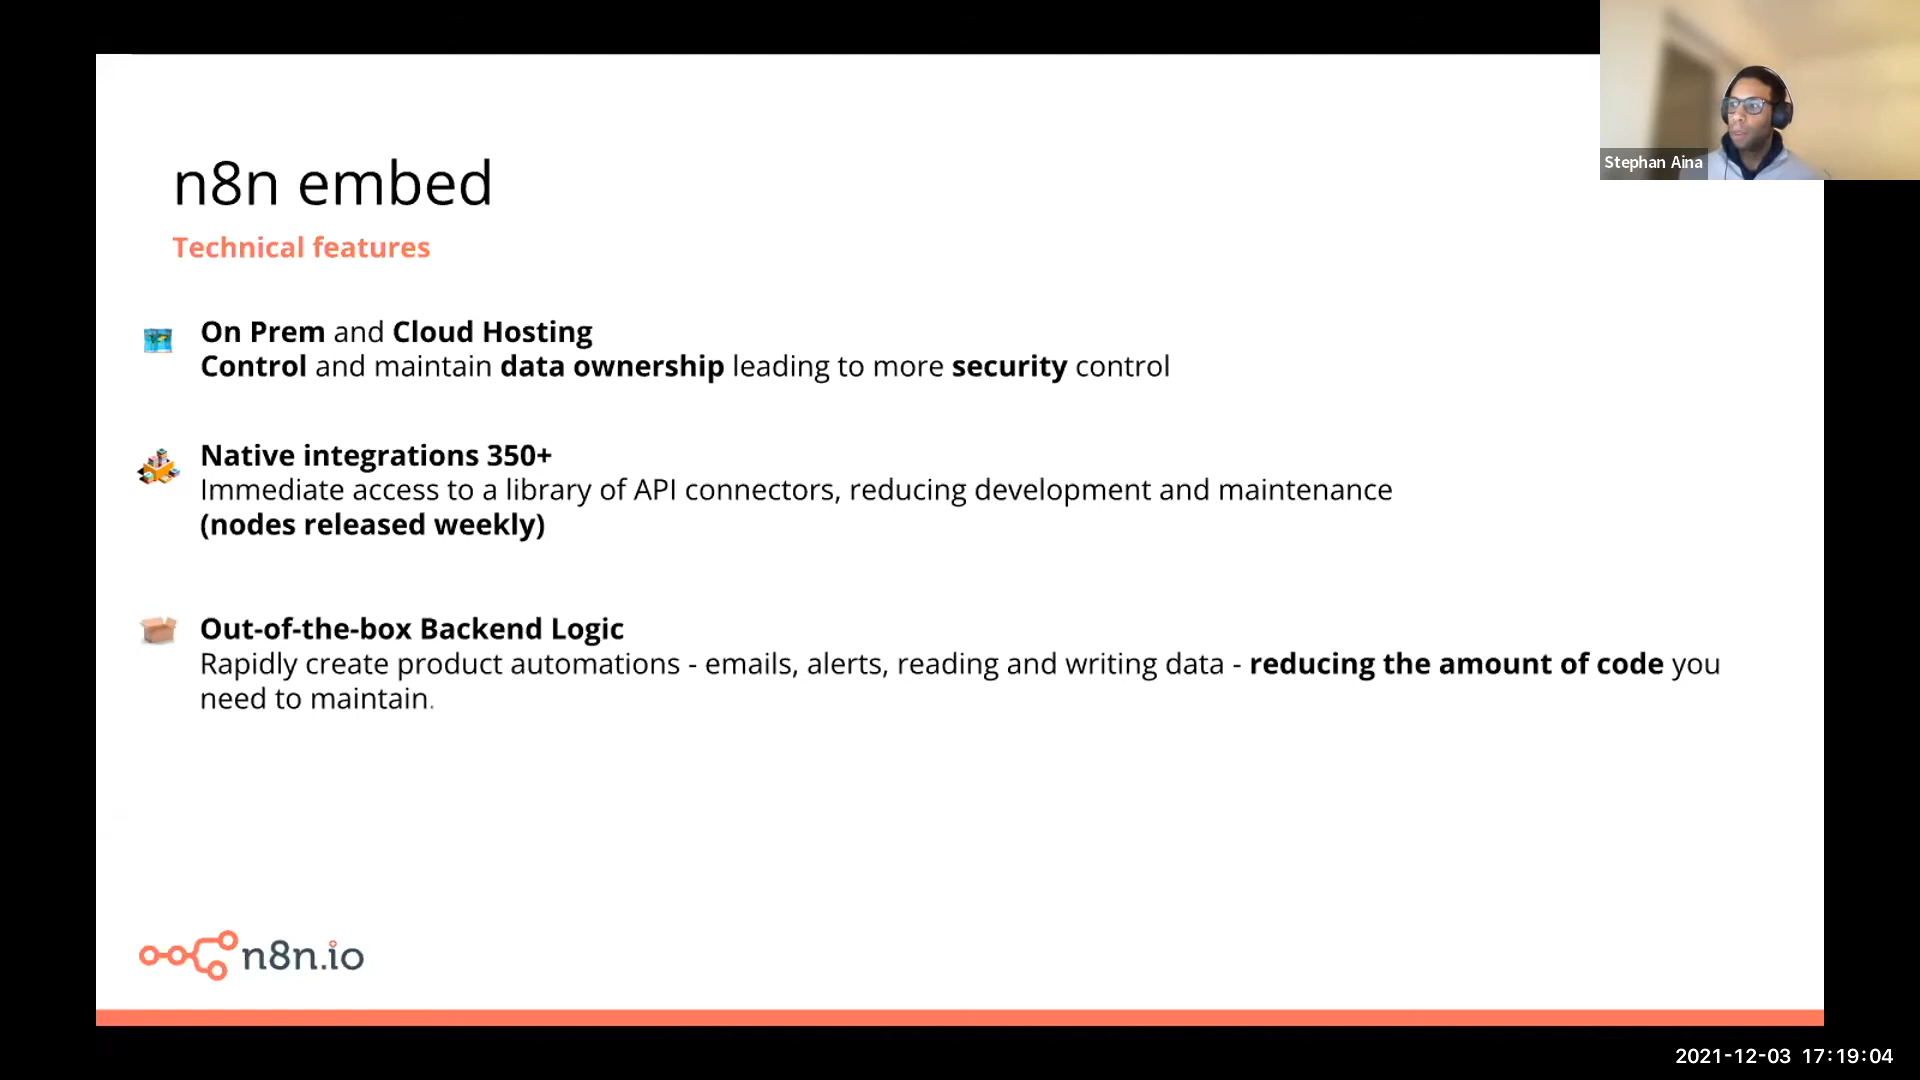 Stephan Aina
n8n embed
Technical features
On Prem and Cloud Hosting
Control and maintain data ownership leading to more security control
Native integrations 350+
Immediate access to a library of API connectors, reducing development and maintenance
(nodes released weekly)
Out-of-the-box Backend Logic
Rapidly create product automations - emails, alerts, reading and writing data - reducing the amount of code you
need to maintain.
n8n.io
2021-12-03 17:19:04